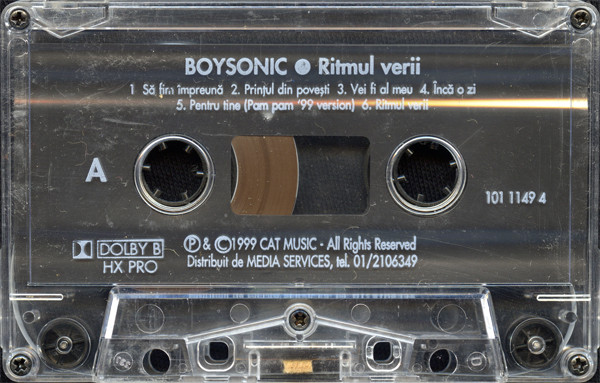 BOYSONIC ● Ritmul verii
1 Să fim împreună 2. Prinţul din poveşti 3. Vei fi al meu 4. Încă o zi
5. Pentru tine (Pam pam '99 version) 6. Ritmul verii
A
101 1149 4
DOLBY B
HX PRO
Ⓟ & © 1999 CAT MUSIC - All Rights Reserved
Distribuit de MEDIA SERVICES, tel. 01/2106349